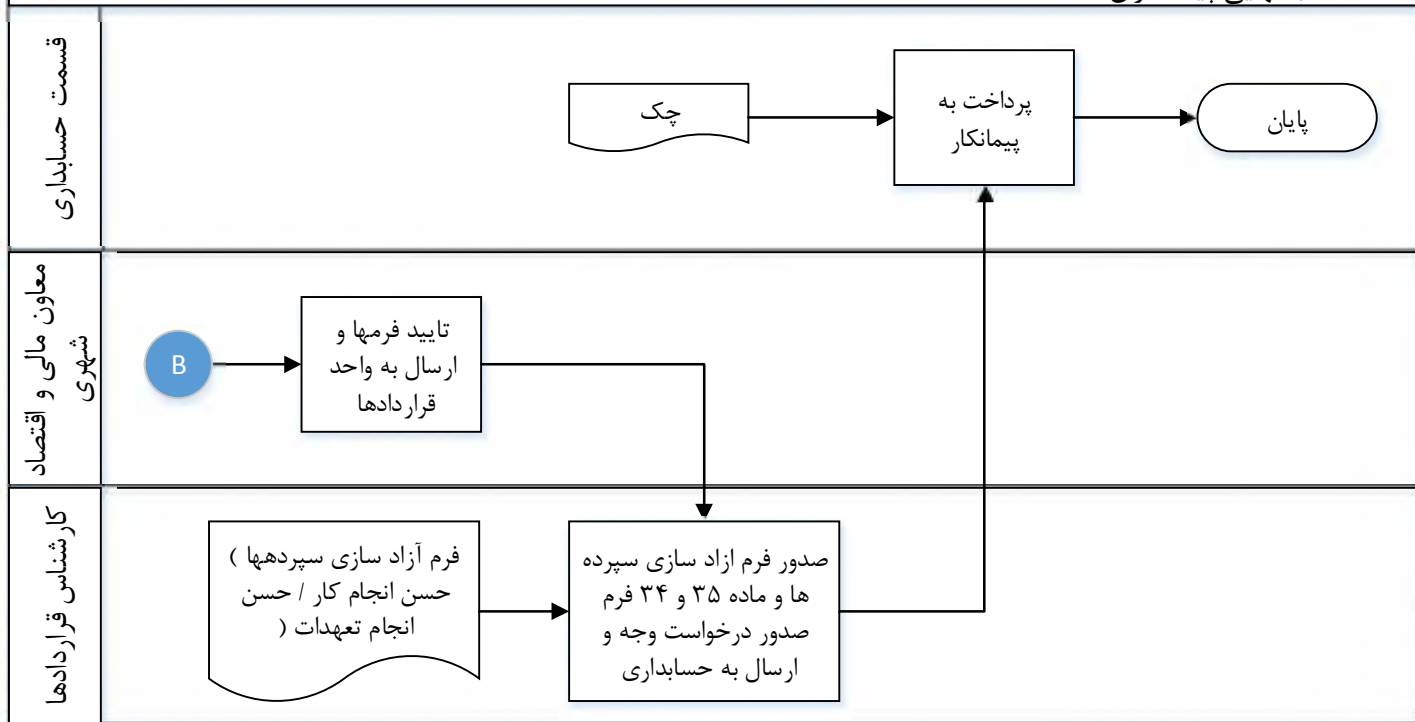 قسمت حسابداری
چک
پرداخت به
پیمانکار
پایان
معاون مالی و اقتصاد
شهری
B
تایید فرمها و
ارسال به واحد
قراردادها
کارشناس قراردادها
فرم آزاد سازی سپردهها (
حسن انجام کار / حسن
انجام تعهدات (
صدور فرم ازاد سازی سپرده
ها و ماده ۳۵ و ۳۴ فرم
صدور درخواست وجه و
ارسال به حسابداری